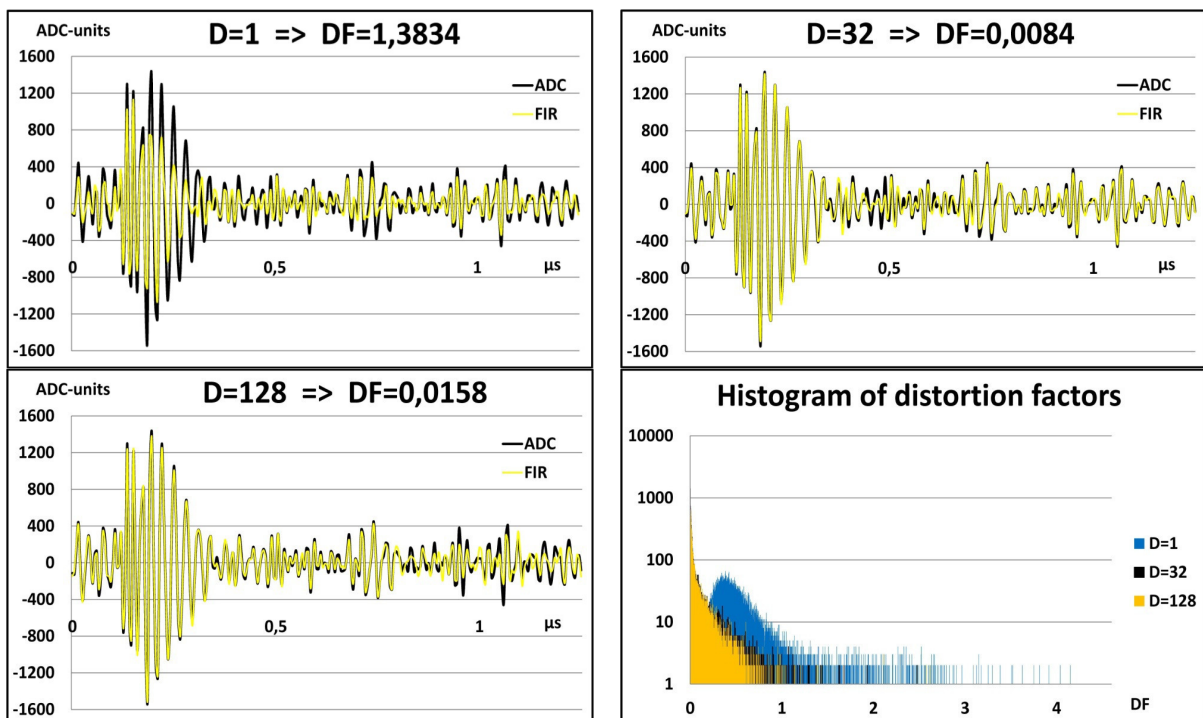 ADC-units
D=1 => DF=1,3834
1600
1200
800
400
0
-400
-800
-1200
-1600
ADC
FIR
0
0,5
1
µs
ADC-units
D=32 => DF=0,0084
1600
1200
800
400
0
-400
-800
-1200
-1600
ADC
FIR
0
0,5
1
µs
ADC-units
D=128 => DF=0,0158
1600
1200
800
400
0
-400
-800
-1200
-1600
ADC
FIR
0
0,5
1
µs
Histogram of distortion factors
10000
1000
100
10
1
D=1
D=32
D=128
0
1
2
3
4
DF